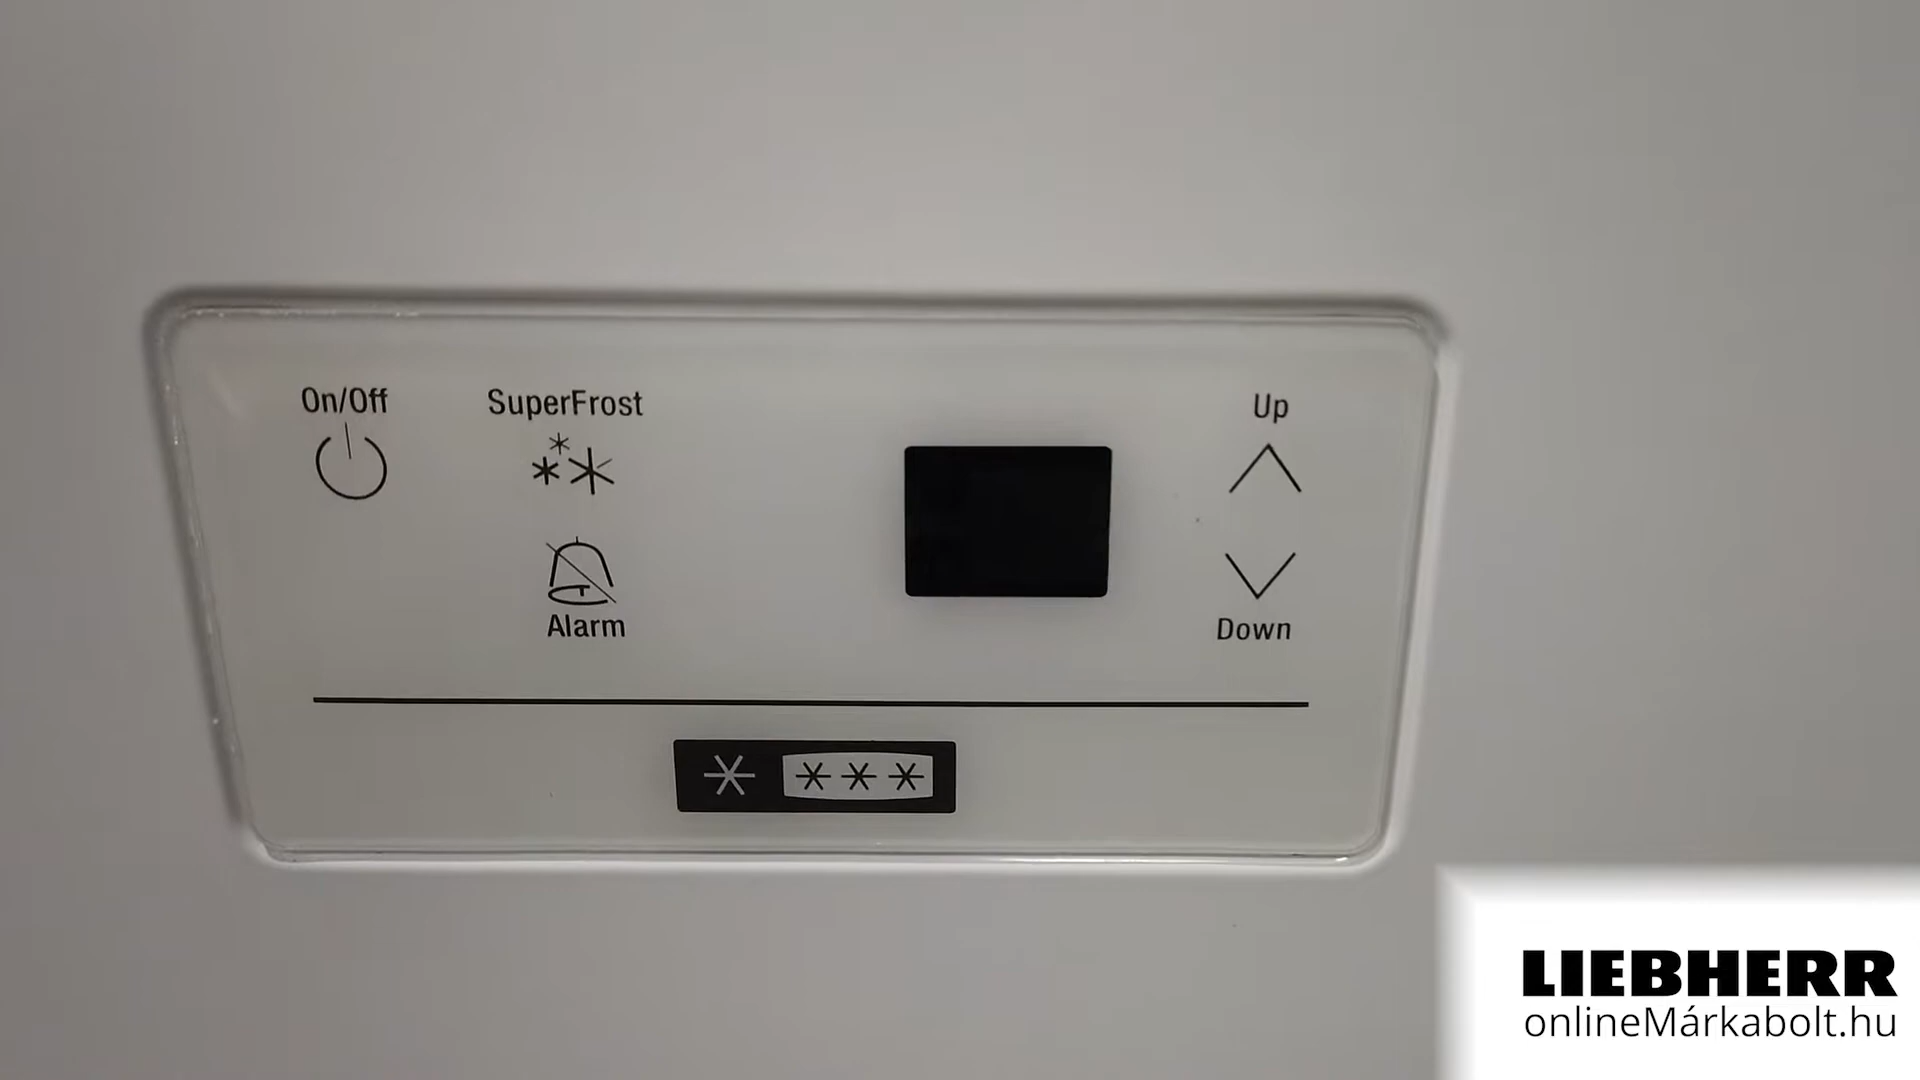 On/Off
SuperFrost
Up
Alarm
Down
LIEBHERR
onlineMárkabolt.hu